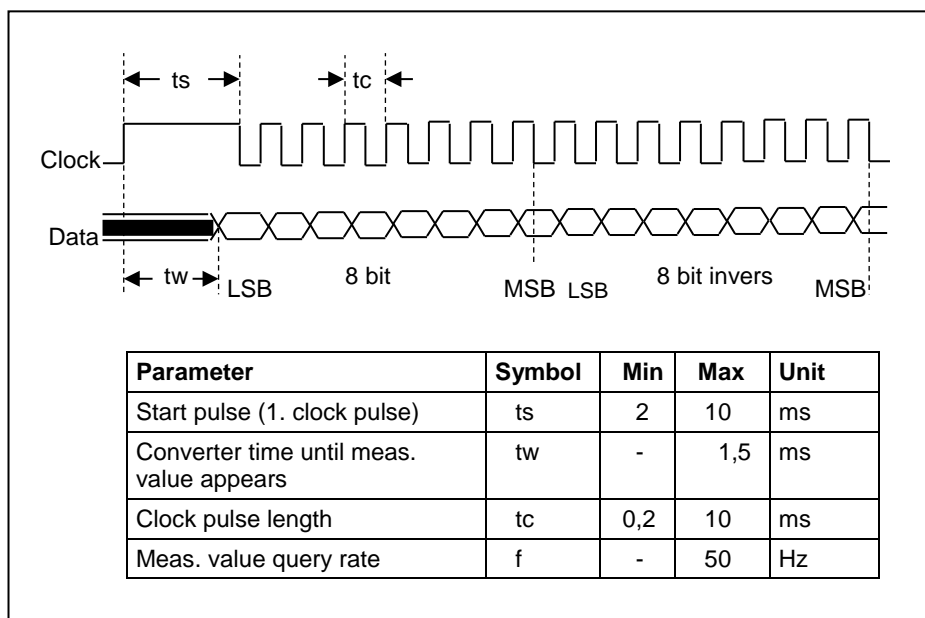 ts tc
Clock
Data
tw LSB 8 bit MSB LSB 8 bit invers MSB
Parameter Symbol Min Max Unit
Start pulse (1. clock pulse) ts 2 10 ms
Converter time until meas. tw - 1,5 ms
value appears
Clock pulse length tc 0,2 10 ms
Meas. value query rate f - 50 Hz